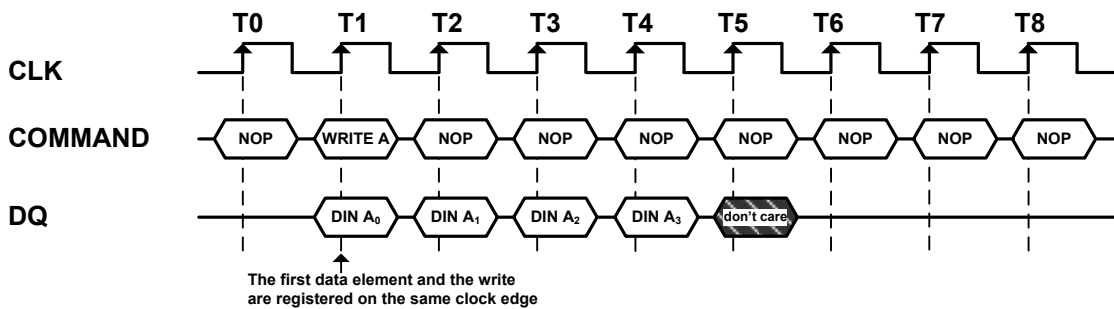 T0 T1 T2 T3 T4 T5 T6 T7 T8
CLK
COMMAND NOP WRITE A NOP NOP NOP NOP NOP NOP NOP
DQ DIN A₀ DIN A₁ DIN A₂ DIN A₃ don't care
The first data element and the write
are registered on the same clock edge